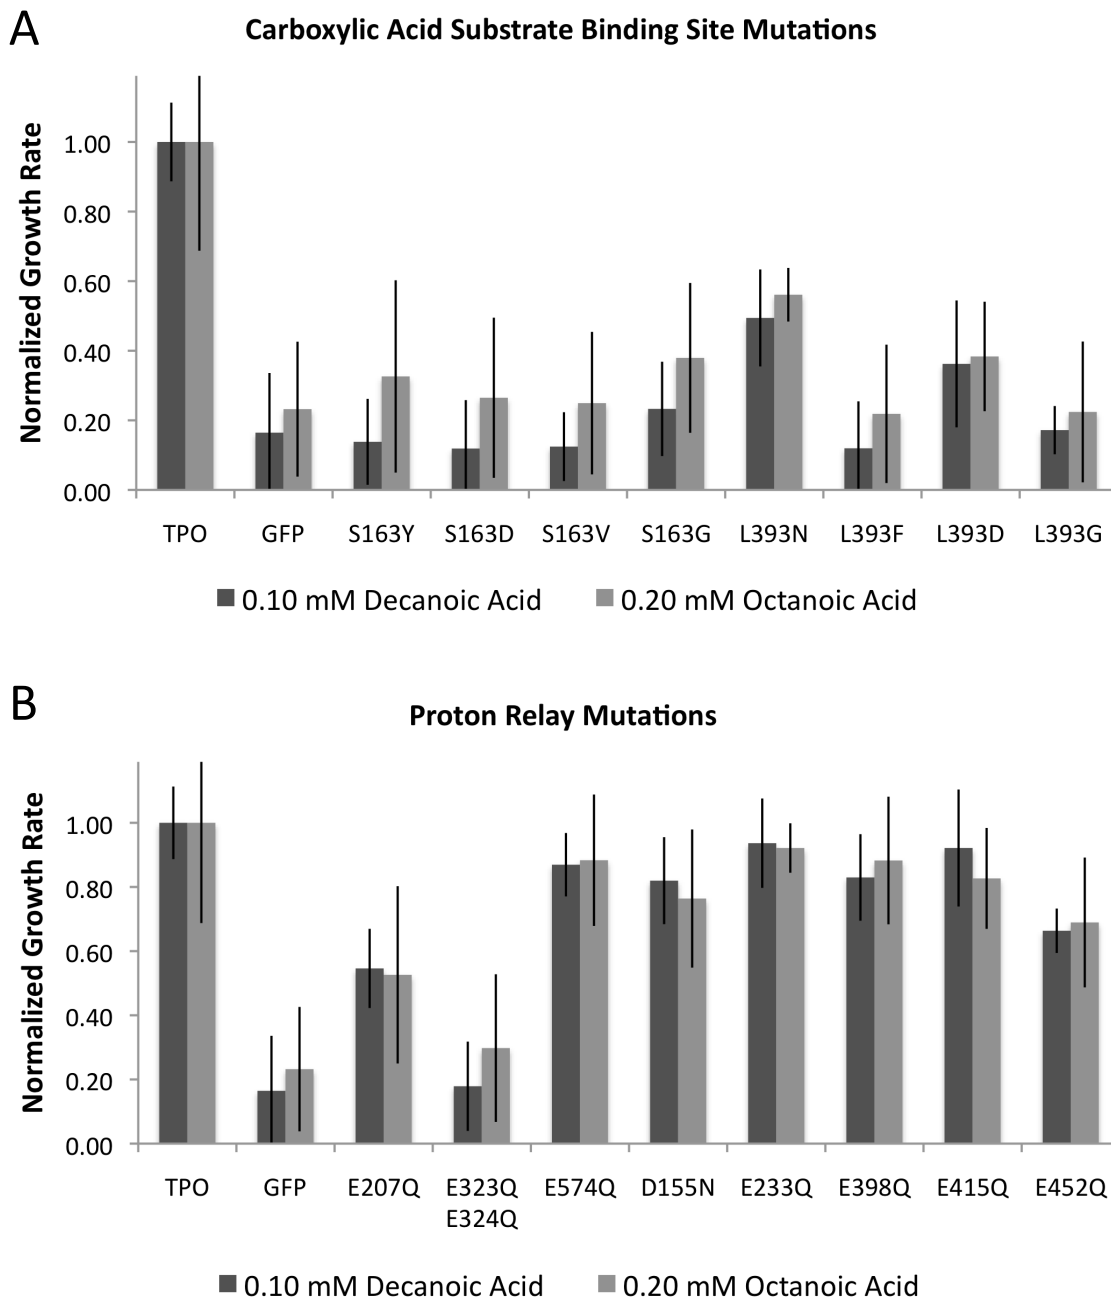 A
Carboxylic Acid Substrate Binding Site Mutations
Normalized Growth Rate
1.00
0.80
0.60
0.40
0.20
0.00
TPO GFP S163Y S163D S163V S163G L393N L393F L393D L393G
0.10 mM Decanoic Acid 0.20 mM Octanoic Acid
B
Proton Relay Mutations
Normalized Growth Rate
1.00
0.80
0.60
0.40
0.20
0.00
TPO GFP E207Q E323Q E574Q D155N E233Q E398Q E415Q E452Q
E324Q
0.10 mM Decanoic Acid 0.20 mM Octanoic Acid